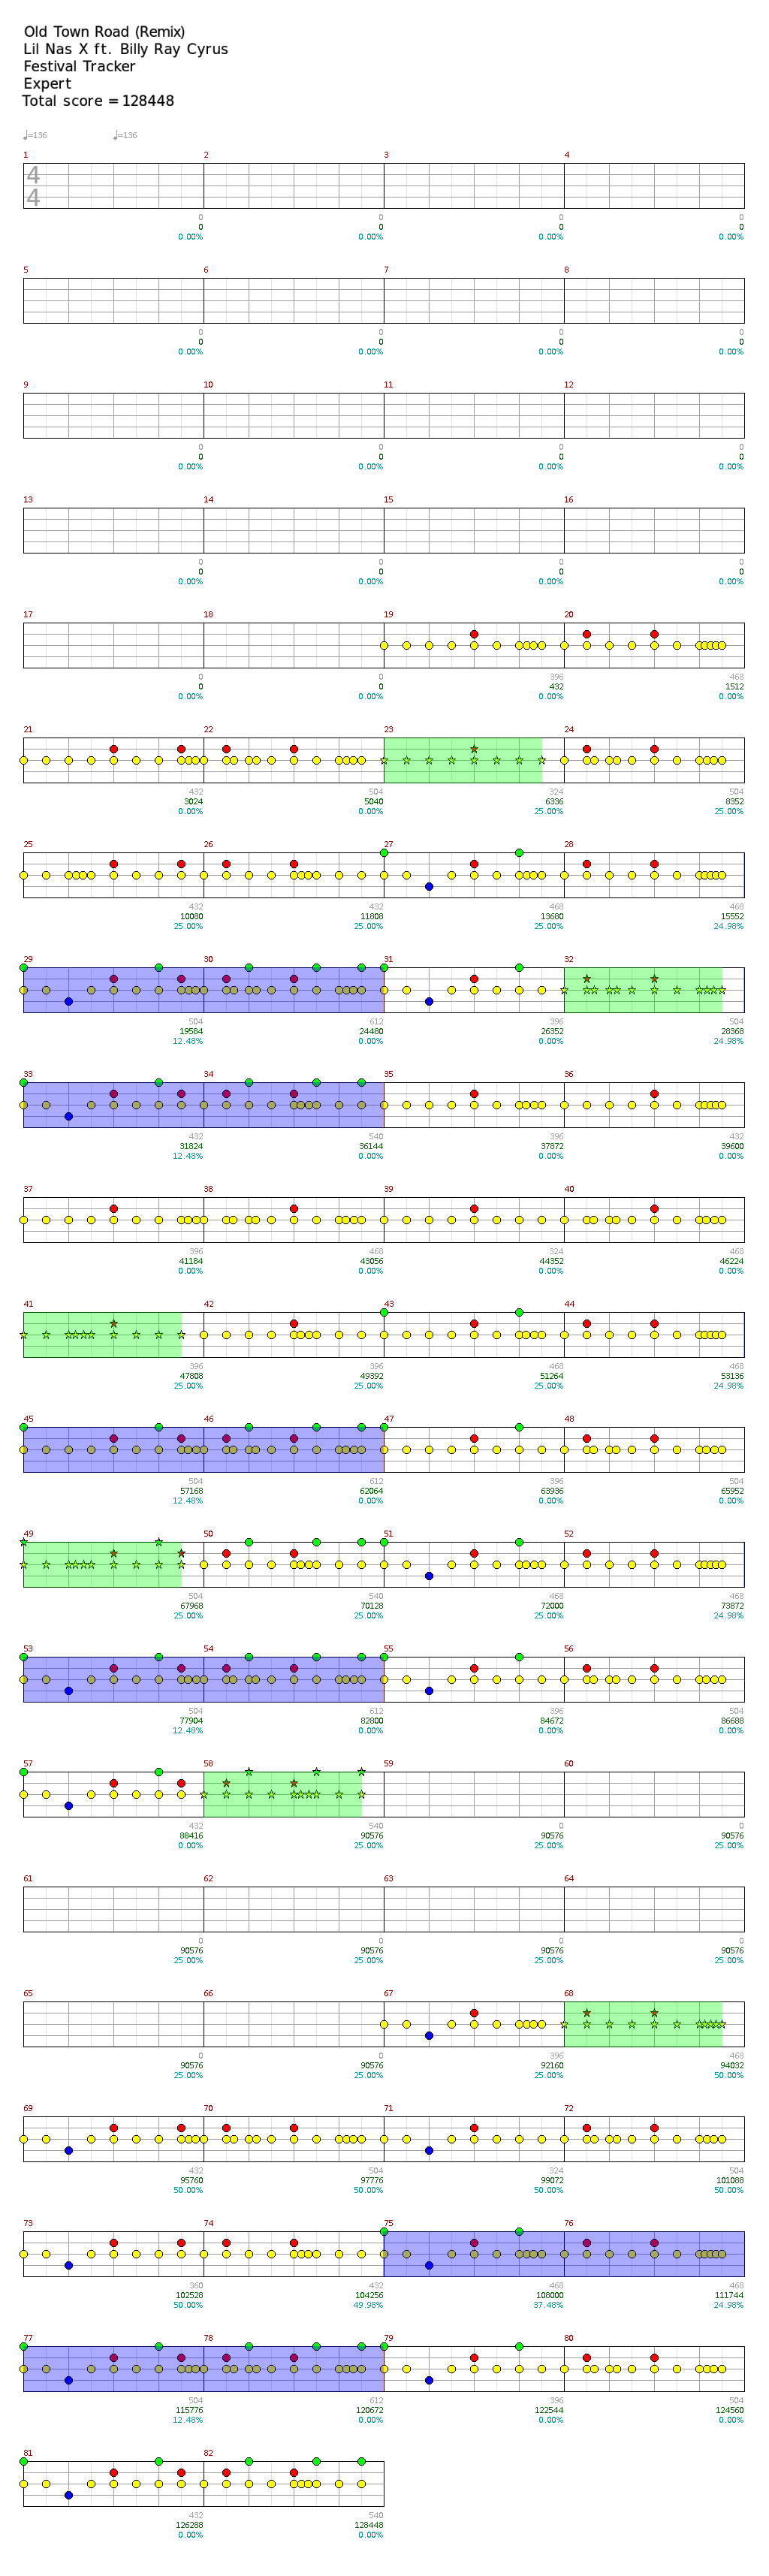 Old Town Road (Remix)
Lil Nas X ft. Billy Ray Cyrus
Festival Tracker
Expert
Total score = 128448
♩=136 ♩=136
1 2 3 4
4
4
0 0 0 0
0 0 0 0
0.00% 0.00% 0.00% 0.00%
5 6 7 8
0 0 0 0
0 0 0 0
0.00% 0.00% 0.00% 0.00%
9 10 11 12
0 0 0 0
0 0 0 0
0.00% 0.00% 0.00% 0.00%
13 14 15 16
0 0 0 0
0 0 0 0
0.00% 0.00% 0.00% 0.00%
17 18 19 20
0 0 396 468
0 0 432 1512
0.00% 0.00% 0.00% 0.00%
21 22 23 24
432 504 324 504
3024 5040 6336 8352
0.00% 0.00% 25.00% 25.00%
25 26 27 28
432 432 468 468
10080 11808 13680 15552
25.00% 25.00% 25.00% 24.98%
29 30 31 32
504 612 396 504
19584 24480 26352 28368
12.48% 0.00% 0.00% 24.98%
33 34 35 36
432 540 396 432
31824 36144 37872 39600
12.48% 0.00% 0.00% 0.00%
37 38 39 40
396 468 324 468
41184 43056 44352 46224
0.00% 0.00% 0.00% 0.00%
41 42 43 44
396 396 468 468
47808 49392 51264 53136
25.00% 25.00% 25.00% 24.98%
45 46 47 48
504 612 396 504
57168 62064 63936 65952
12.48% 0.00% 0.00% 0.00%
49 50 51 52
504 540 468 468
67968 70128 72000 73872
25.00% 25.00% 25.00% 24.98%
53 54 55 56
504 612 396 504
77904 82800 84672 86688
12.48% 0.00% 0.00% 0.00%
57 58 59 60
432 540 0 0
88416 90576 90576 90576
0.00% 25.00% 25.00% 25.00%
61 62 63 64
0 0 0 0
90576 90576 90576 90576
25.00% 25.00% 25.00% 25.00%
65 66 67 68
0 0 396 468
90576 90576 92160 94032
25.00% 25.00% 25.00% 50.00%
69 70 71 72
432 504 324 504
95760 97776 99072 101088
50.00% 50.00% 50.00% 50.00%
73 74 75 76
360 432 468 468
102528 104256 108000 111744
50.00% 49.98% 37.48% 24.98%
77 78 79 80
504 612 396 504
115776 120672 122544 124560
12.48% 0.00% 0.00% 0.00%
81 82
432 540
126288 128448
0.00% 0.00%